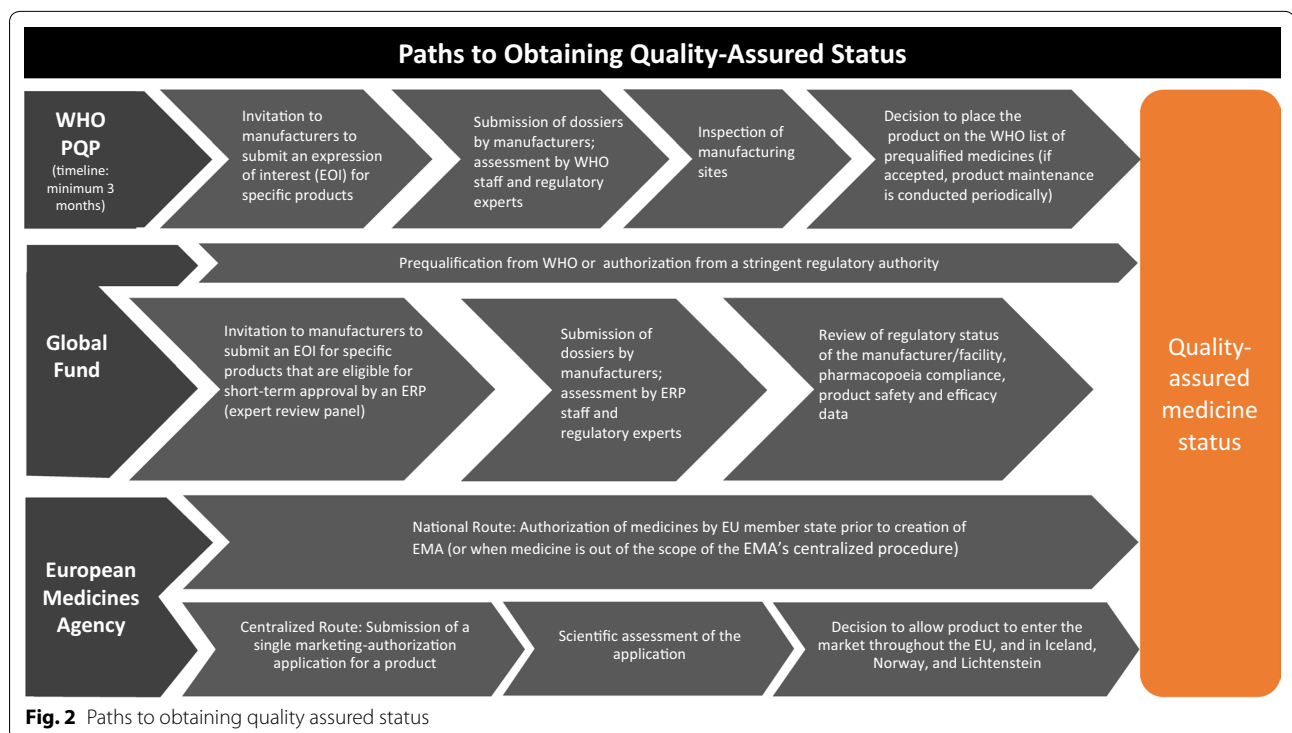 Paths to Obtaining Quality-Assured Status
WHO
PQP
(timeline:
minimum 3
months)
Invitation to
manufacturers to
submit an expression
of interest (EOI) for
specific products
Submission of dossiers
by manufacturers;
assessment by WHO
staff and regulatory
experts
Inspection of
manufacturing
sites
Decision to place the
product on the WHO list of
prequalified medicines (if
accepted, product maintenance
is conducted periodically)
Global
Fund
Prequalification from WHO or authorization from a stringent regulatory authority
Invitation to manufacturers to
submit an EOI for specific
products that are eligible for
short-term approval by an ERP
(expert review panel)
Submission of
dossiers by
manufacturers;
assessment by ERP
staff and
regulatory experts
Review of regulatory status
of the manufacturer/facility,
pharmacopoeia compliance,
product safety and efficacy
data
European
Medicines
Agency
National Route: Authorization of medicines by EU member state prior to creation of
EMA (or when medicine is out of the scope of the EMA's centralized procedure)
Centralized Route: Submission of a
single marketing-authorization
application for a product
Scientific assessment of the
application
Decision to allow product to enter the
market throughout the EU, and in Iceland,
Norway, and Lichtenstein
Quality-
assured
medicine
status
Fig. 2 Paths to obtaining quality assured status